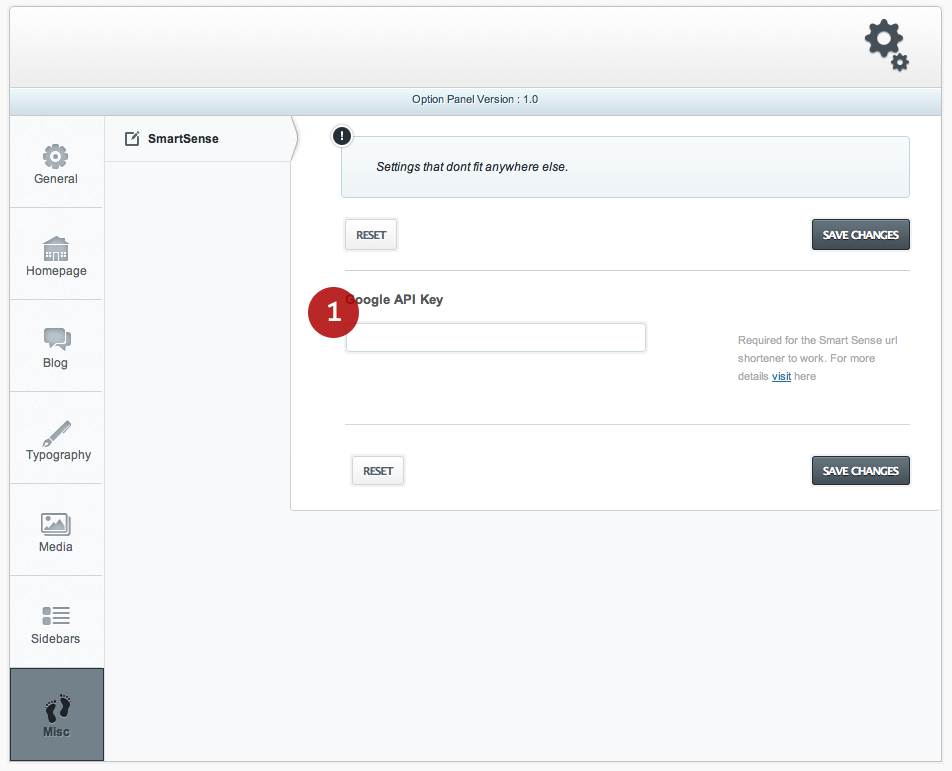 Option Panel Version : 1.0
General
Homepage
Blog
Typography
Media
Sidebars
Misc
SmartSense
!
Settings that dont fit anywhere else.
RESET
SAVE CHANGES
1
Google API Key
Required for the Smart Sense url
shortener to work. For more
details visit here
RESET
SAVE CHANGES